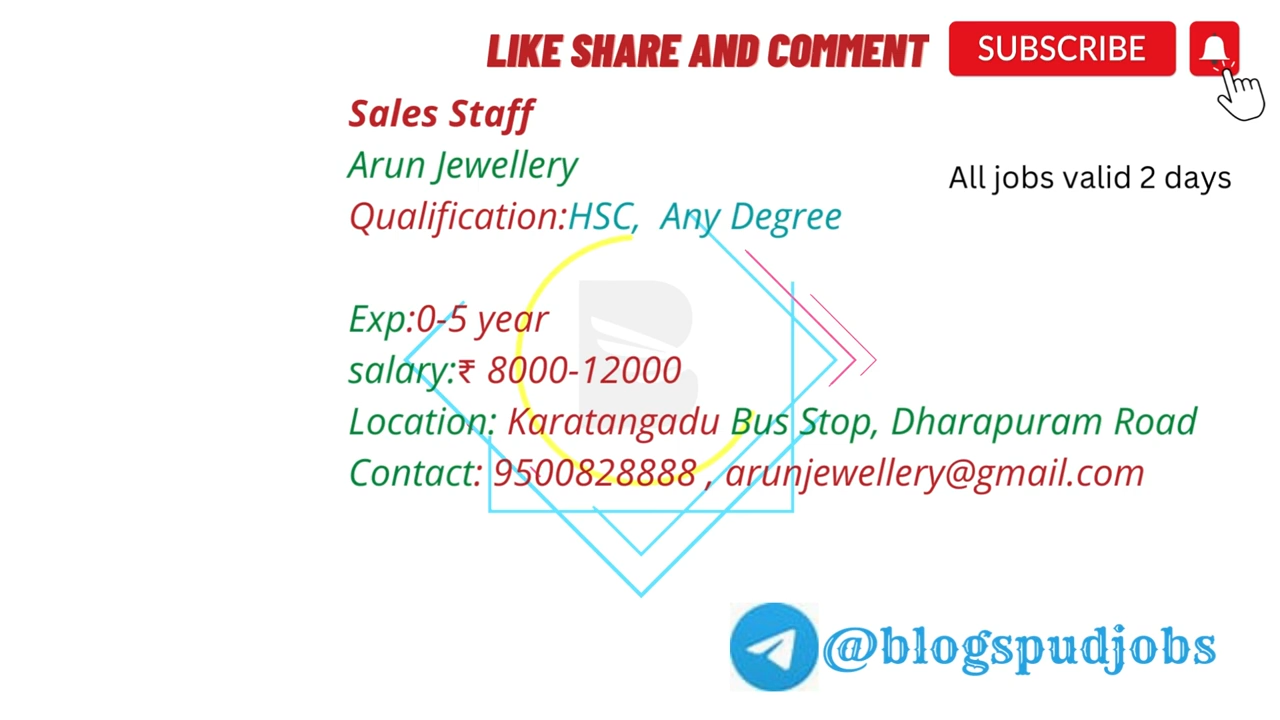 LIKE SHARE AND COMMENT
SUBSCRIBE
Sales Staff
Arun Jewellery
All jobs valid 2 days
Qualification:HSC, Any Degree
Exp:0-5 year
salary:₹ 8000-12000
Location: Karatangadu Bus Stop, Dharapuram Road
Contact: 9500828888 , arunjewellery@gmail.com
@blogspudjobs